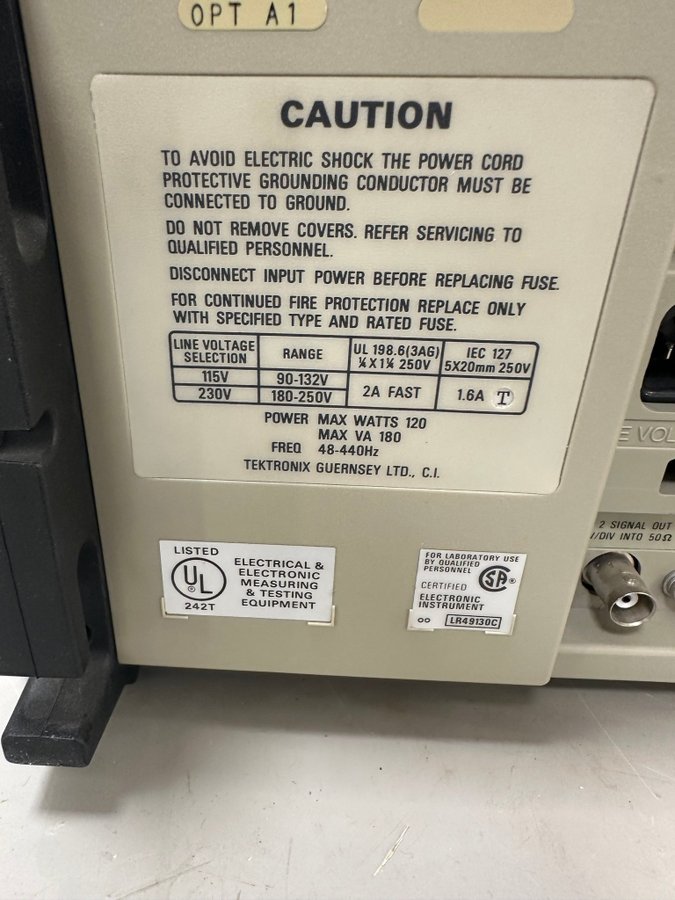 OPT A1
CAUTION
TO AVOID ELECTRIC SHOCK THE POWER CORD
PROTECTIVE GROUNDING CONDUCTOR MUST BE
CONNECTED TO GROUND.
DO NOT REMOVE COVERS. REFER SERVICING TO
QUALIFIED PERSONNEL.
DISCONNECT INPUT POWER BEFORE REPLACING FUSE.
FOR CONTINUED FIRE PROTECTION REPLACE ONLY
WITH SPECIFIED TYPE AND RATED FUSE.
LINE VOLTAGE SELECTION RANGE UL 198.6(3AG) ¼ X 1¼ 250V IEC 127 5X20mm 250V
115V 90-132V 2A FAST 1.6A T
230V 180-250V
POWER MAX WATTS 120
MAX VA 180
FREQ 48-440Hz
TEKTRONIX GUERNSEY LTD., C.I.
E VOL
2 SIGNAL OUT
V/DIV INTO 50Ω
LISTED
UL ®
242T
ELECTRICAL &
ELECTRONIC
MEASURING
& TESTING
EQUIPMENT
FOR LABORATORY USE
BY QUALIFIED
PERSONNEL
CERTIFIED SA ®
ELECTRONIC
INSTRUMENT
LR49130C